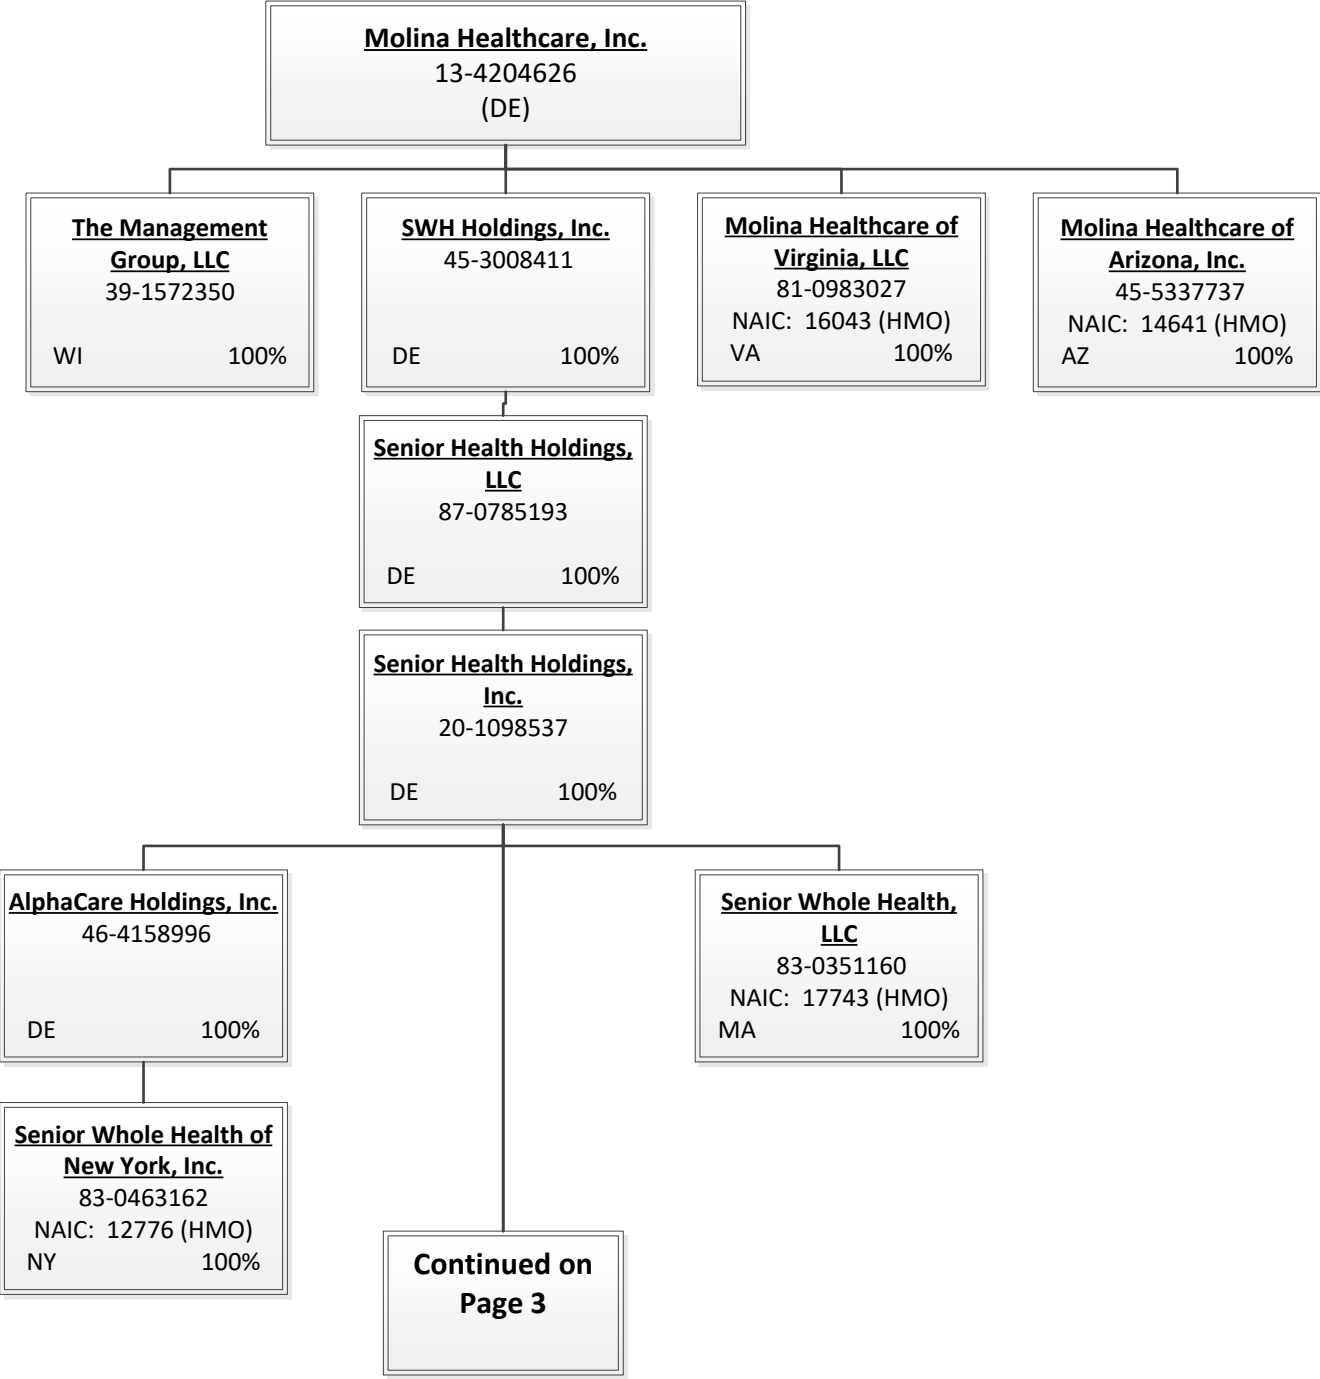 Molina Healthcare, Inc.
13-4204626
(DE)
The Management
Group, LLC
39-1572350
WI 100%
SWH Holdings, Inc.
45-3008411
DE 100%
Molina Healthcare of
Virginia, LLC
81-0983027
NAIC: 16043 (HMO)
VA 100%
Molina Healthcare of
Arizona, Inc.
45-5337737
NAIC: 14641 (HMO)
AZ 100%
Senior Health Holdings,
LLC
87-0785193
DE 100%
Senior Health Holdings,
Inc.
20-1098537
DE 100%
AlphaCare Holdings, Inc.
46-4158996
DE 100%
Senior Whole Health,
LLC
83-0351160
NAIC: 17743 (HMO)
MA 100%
Senior Whole Health of
New York, Inc.
83-0463162
NAIC: 12776 (HMO)
NY 100%
Continued on
Page 3